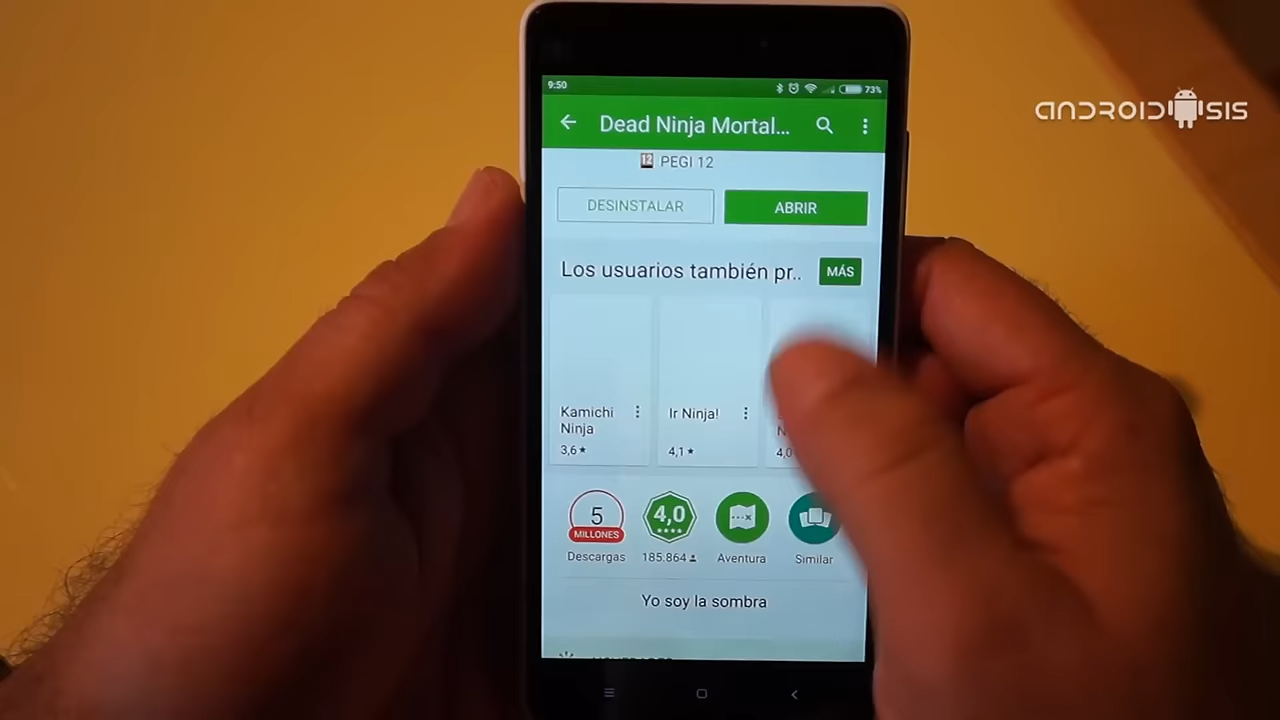 9:50
73%
Dead Ninja Mortal...
ANDROIDSIS
12 PEGI 12
DESINSTALAR
ABRIR
Los usuarios también pr..
MÁS
Kamichi
Ninja
3,6★
Ir Ninja!
4,1★
4,0
5
MILLONES
Descargas
4,0
185.864
Aventura
Similar
Yo soy la sombra